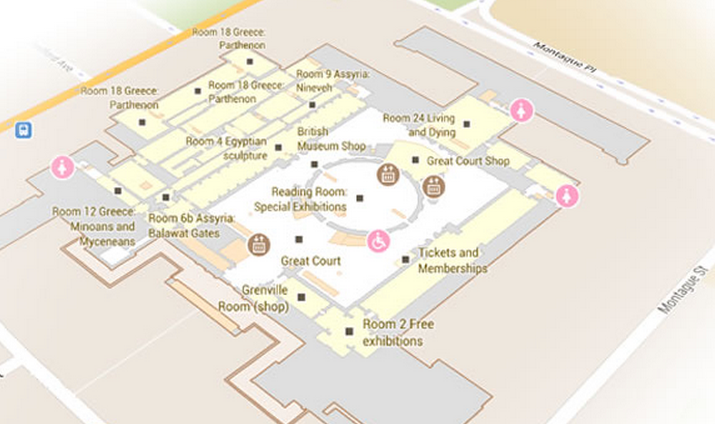 Room 18 Greece:
Parthenon
Montague Pl
Room 9 Assyria:
Nineveh
Room 18 Greece:
Parthenon
Room 18 Greece:
Parthenon
Room 24 Living
and Dying
British
Museum Shop
Room 4 Egyptian
sculpture
Great Court Shop
Reading Room:
Special Exhibitions
Room 12 Greece:
Minoans and
Myceneans
Room 6b Assyria:
Balawat Gates
Great Court
Tickets and
Memberships
Montague St
Grenville
Room (shop)
Room 2 Free
exhibitions